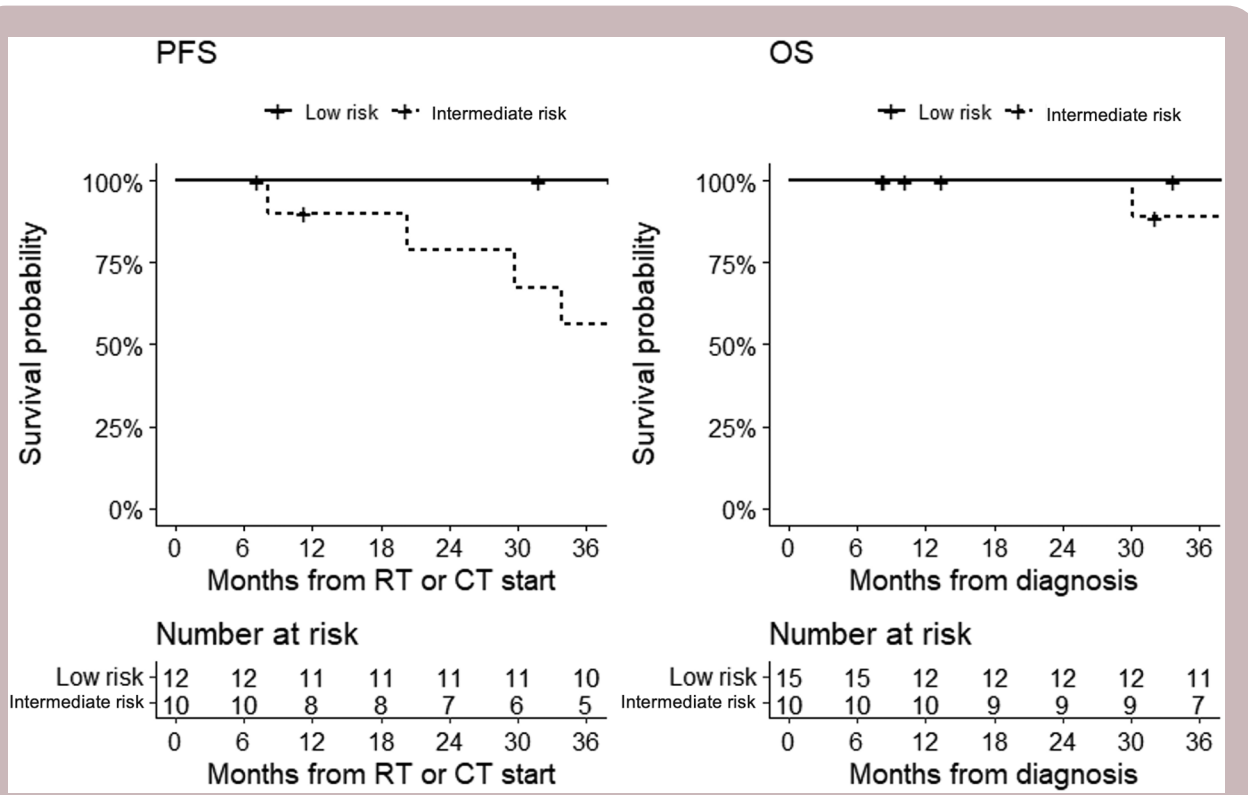 PFS
Low risk Intermediate risk
100%
75%
50%
25%
0%
Survival probability
0 6 12 18 24 30 36
Months from RT or CT start
Number at risk
Low risk 12 12 11 11 11 11 10
Intermediate risk 10 10 8 8 7 6 5
0 6 12 18 24 30 36
Months from RT or CT start
OS
Low risk Intermediate risk
100%
75%
50%
25%
0%
Survival probability
0 6 12 18 24 30 36
Months from diagnosis
Number at risk
Low risk 15 15 12 12 12 12 11
Intermediate risk 10 10 10 9 9 9 7
0 6 12 18 24 30 36
Months from diagnosis